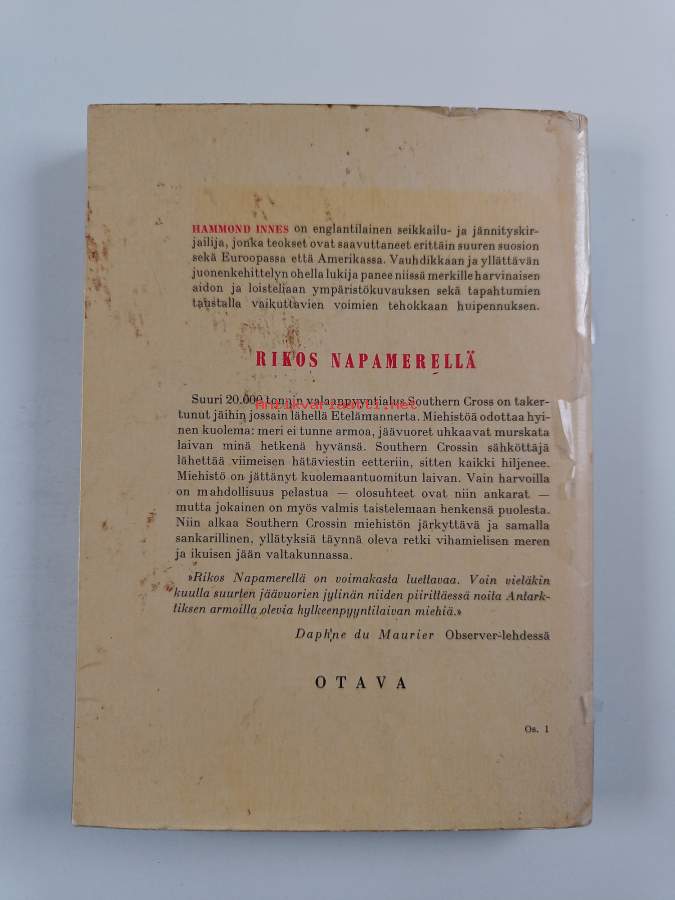 HAMMOND INNES on englantilainen seikkailu- ja jännityskir-
jailija, jonka teokset ovat saavuttaneet erittäin suuren suosion
sekä Euroopassa että Amerikassa. Vauhdikkaan ja yllättävän
juonenkehittelyn ohella lukija panee niissä merkille harvinaisen
aidon ja loisteliaan ympäristökuvauksen sekä tapahtumien
taustalla vaikuttavien voimien tehokkaan huipennuksen.
RIKOS NAPAMERELLÄ
Suuri 20.000 tonnin valaanpyyntialus Southern Cross on taker-
Antikvariaatti.net
tunut jäihin jossain lähellä Etelämannerta. Miehistöä odottaa hyi-
nen kuolema: meri ei tunne armoa, jäävuoret uhkaavat murskata
laivan minä hetkenä hyvänsä. Southern Crossin sähköttäjä
lähettää viimeisen hätäviestin eetteriin, sitten kaikki hiljenee.
Miehistö on jättänyt kuolemaantuomitun laivan. Vain harvoilla
on mahdollisuus pelastua — olosuhteet ovat niin ankarat —
mutta jokainen on myös valmis taistelemaan henkensä puolesta.
Niin alkaa Southern Crossin miehistön järkyttävä ja samalla
sankarillinen, yllätyksiä täynnä oleva retki vihamielisen meren
ja ikuisen jään valtakunnassa.
»Rikos Napamerellä on voimakasta luettavaa. Voin vieläkin
kuulla suurten jäävuorien jylinän niiden piirittäessä noita Antark-
tiksen armoilla olevia hylkeenpyyntilaivan miehiä.»
Daphne du Maurier Observer-lehdessä
OTAVA
Os. 1